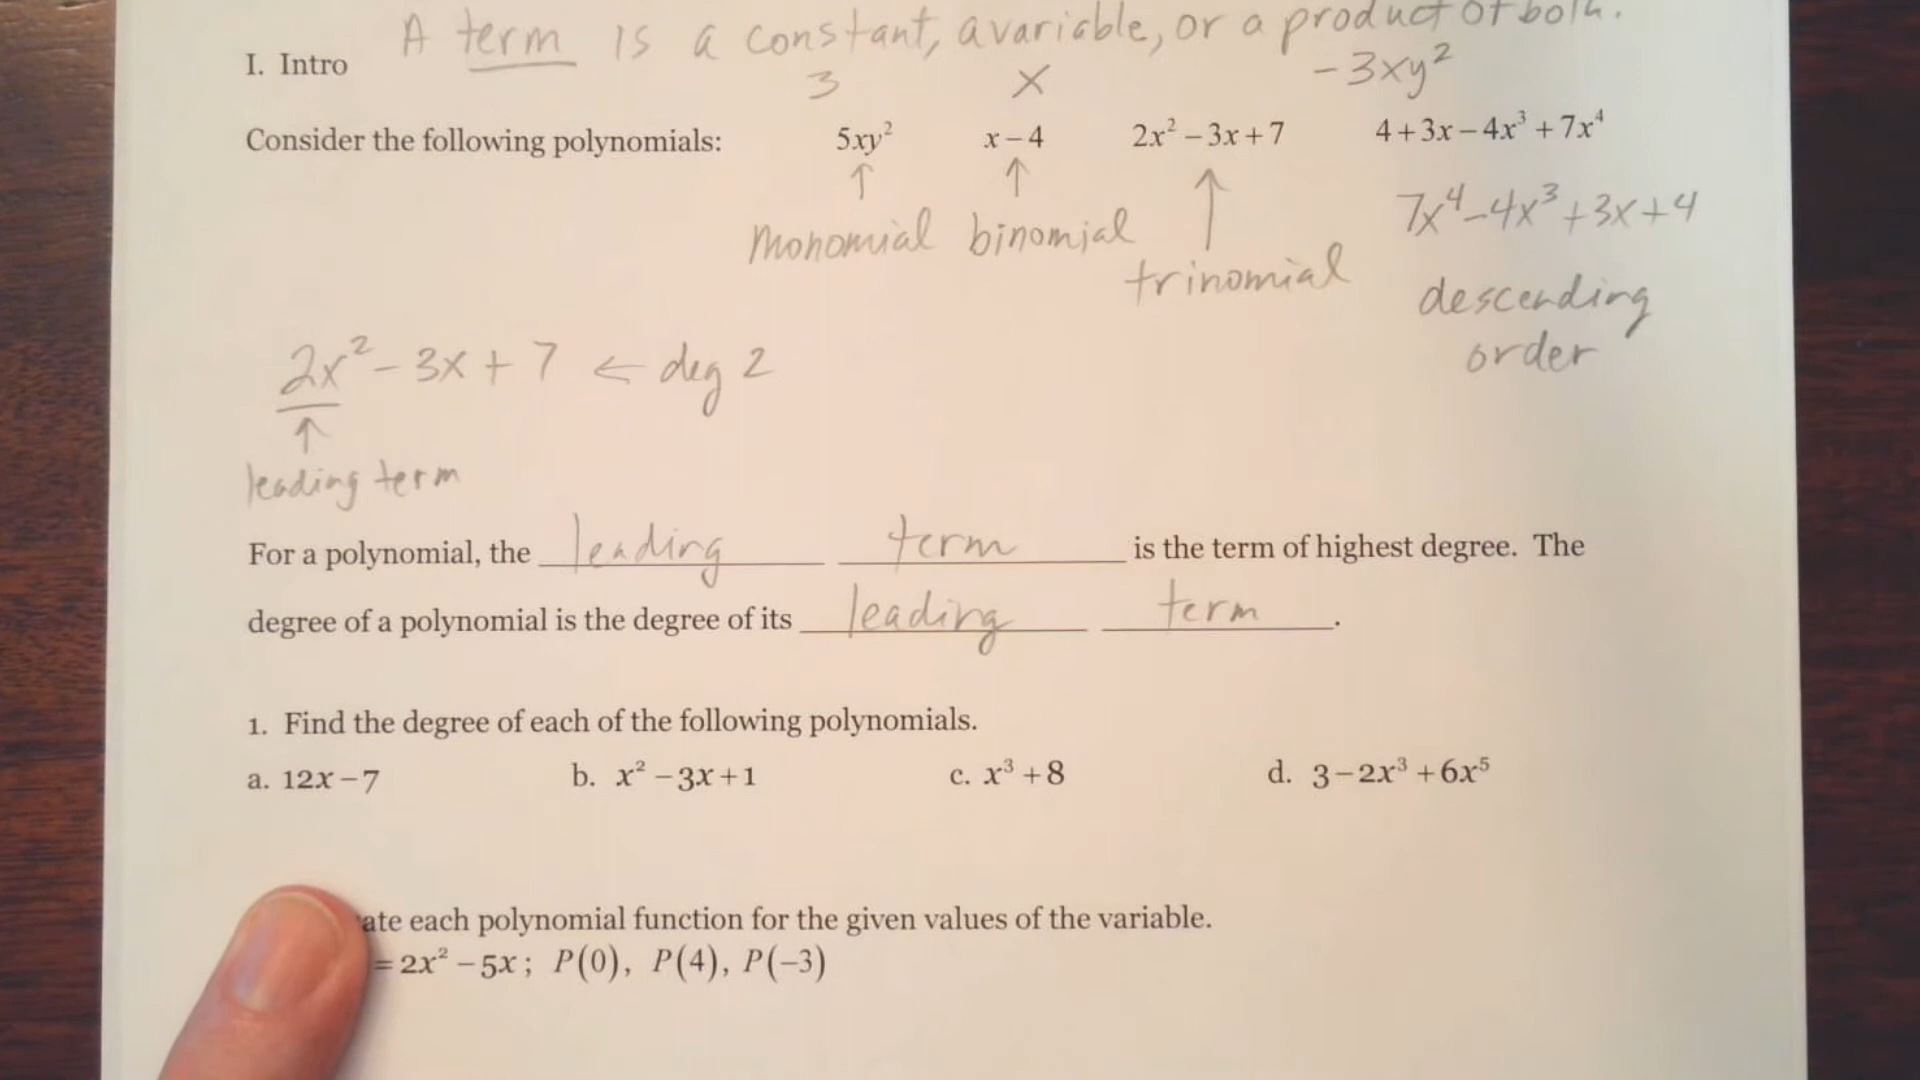 A term is a constant, a variable, or a product of both.
I. Intro
3 x -3xy²
Consider the following polynomials: 5xy² x – 4 2x² – 3x + 7 4 + 3x – 4x³ + 7x⁴
↑ ↑ ↑ 7x⁴ - 4x³ + 3x + 4
monomial binomial trinomial descending order
2x² - 3x + 7 ← deg 2
↑
leading term
For a polynomial, the leading term is the term of highest degree. The
degree of a polynomial is the degree of its leading term.
1. Find the degree of each of the following polynomials.
a. 12x – 7 b. x² – 3x + 1 c. x³ + 8 d. 3 – 2x³ + 6x⁵
each polynomial function for the given values of the variable.
= 2x² – 5x; P(0), P(4), P(–3)